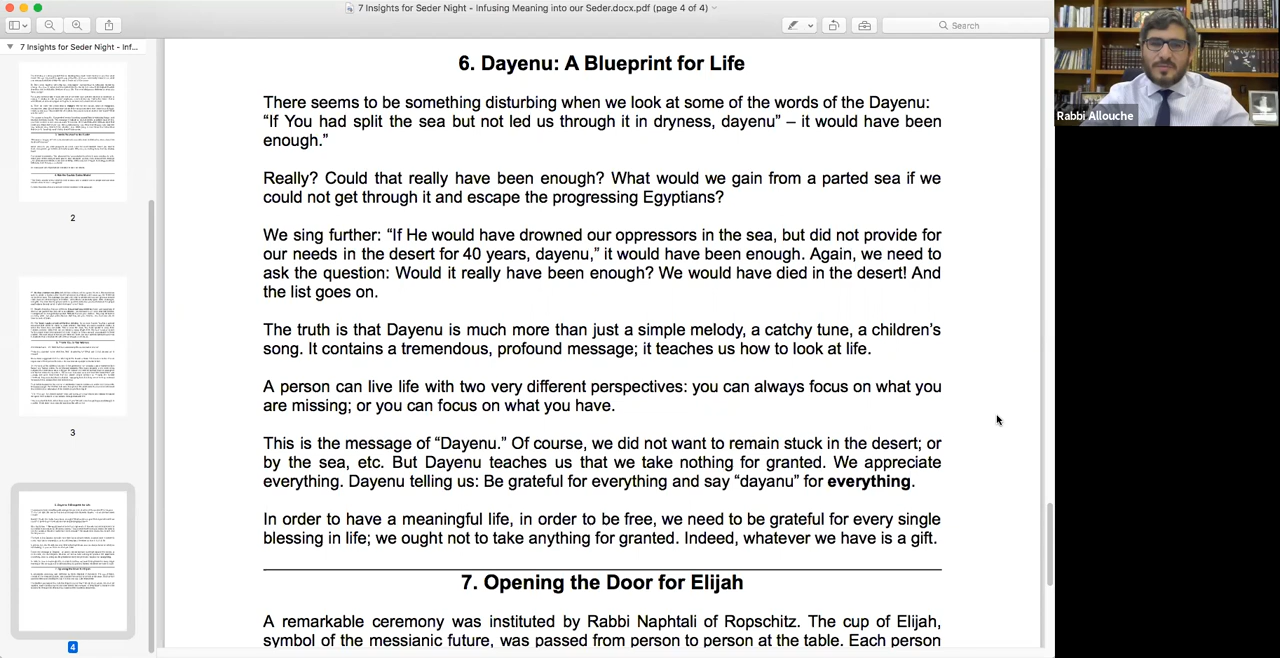 7 Insights for Seder Night - Infusing Meaning into our Seder.docx.pdf (page 4 of 4)
Search
7 Insights for Seder Night - Inf...
2
3
4
6. Dayenu: A Blueprint for Life
There seems to be something disturbing when we look at some of the words of the Dayenu:
“If You had split the sea but not led us through it in dryness, dayenu” – it would have been
enough.”
Really? Could that really have been enough? What would we gain from a parted sea if we
could not get through it and escape the progressing Egyptians?
We sing further: “If He would have drowned our oppressors in the sea, but did not provide for
our needs in the desert for 40 years, dayenu,” it would have been enough. Again, we need to
ask the question: Would it really have been enough? We would have died in the desert! And
the list goes on.
The truth is that Dayenu is much more than just a simple melody, a catchy tune, a children’s
song. It contains a tremendous, profound message; it teaches us how to look at life.
A person can live life with two very different perspectives: you can always focus on what you
are missing; or you can focus on what you have.
This is the message of “Dayenu.” Of course, we did not want to remain stuck in the desert; or
by the sea, etc. But Dayenu teaches us that we take nothing for granted. We appreciate
everything. Dayenu telling us: Be grateful for everything and say “dayanu” for everything.
In order to have a meaningful life, in order to be free, we need to be grateful for every single
blessing in life; we ought not to take anything for granted. Indeed, whatever we have is a gift.
7. Opening the Door for Elijah
A remarkable ceremony was instituted by Rabbi Naphtali of Ropschitz. The cup of Elijah,
symbol of the messianic future, was passed from person to person at the table. Each person
Rabbi Allouche